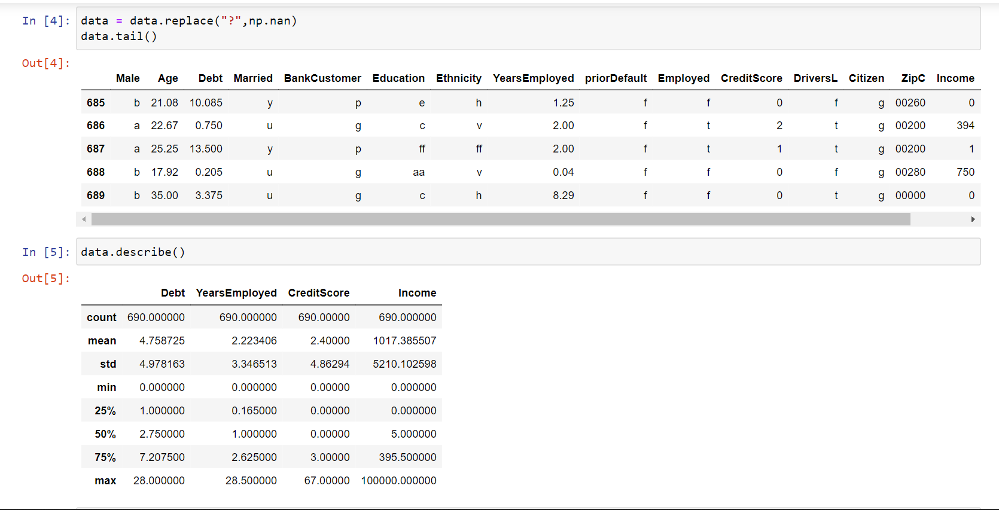 In [4]: data = data.replace("?",np.nan)
data.tail()
Out[4]:
Male Age Debt Married BankCustomer Education Ethnicity YearsEmployed priorDefault Employed CreditScore DriversL Citizen ZipC Income
685 b 21.08 10.085 y p e h 1.25 f f 0 f g 00260 0
686 a 22.67 0.750 u g c v 2.00 f t 2 t g 00200 394
687 a 25.25 13.500 y p ff ff 2.00 f t 1 t g 00200 1
688 b 17.92 0.205 u g aa v 0.04 f f 0 f g 00280 750
689 b 35.00 3.375 u g c h 8.29 f f 0 t g 00000 0
In [5]: data.describe()
Out[5]:
Debt YearsEmployed CreditScore Income
count 690.000000 690.000000 690.00000 690.000000
mean 4.758725 2.223406 2.40000 1017.385507
std 4.978163 3.346513 4.86294 5210.102598
min 0.000000 0.000000 0.00000 0.000000
25% 1.000000 0.165000 0.00000 0.000000
50% 2.750000 1.000000 0.00000 5.000000
75% 7.207500 2.625000 3.00000 395.500000
max 28.000000 28.500000 67.00000 100000.000000